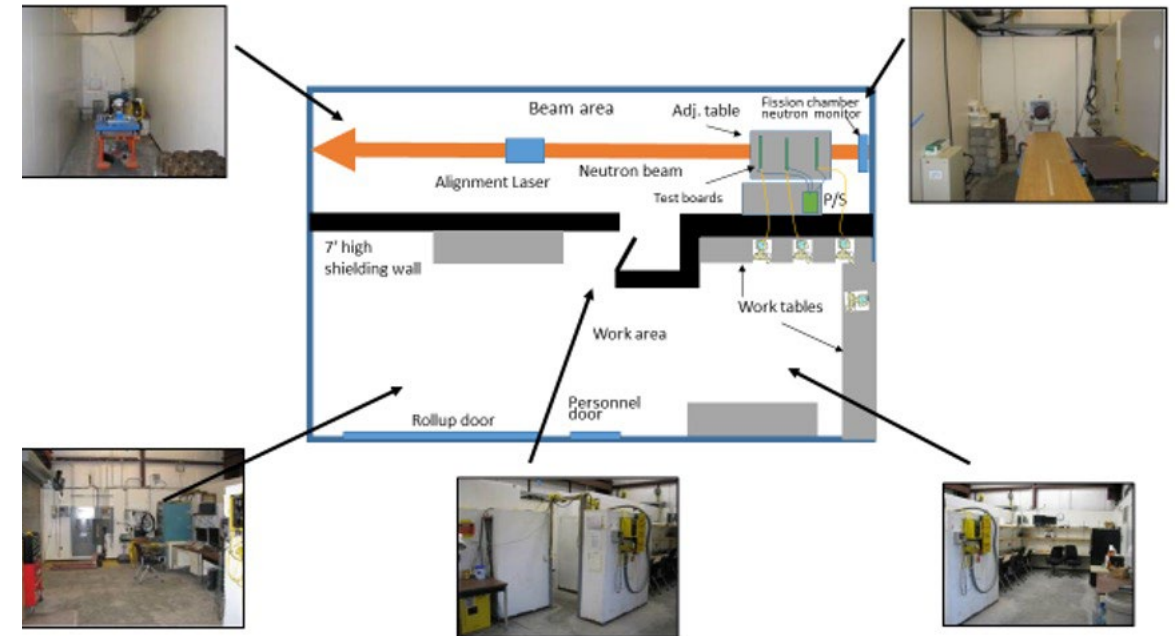 Beam area
Adj. table
Fission chamber
neutron monitor
Alignment Laser
Neutron beam
Test boards
P/S
7' high
shielding wall
Work tables
Work area
Rollup door
Personnel
door